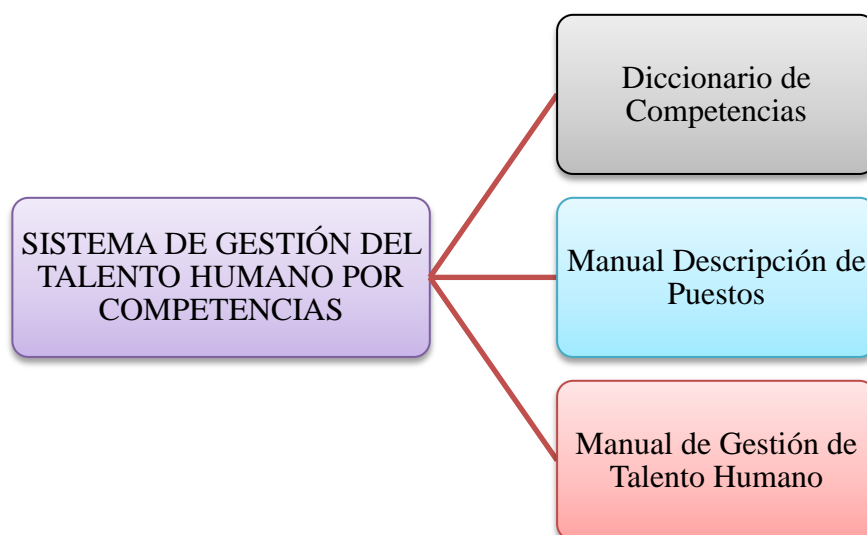 Diccionario de
Competencias
SISTEMA DE GESTIÓN DEL
TALENTO HUMANO POR
COMPETENCIAS
Manual Descripción de
Puestos
Manual de Gestión de
Talento Humano